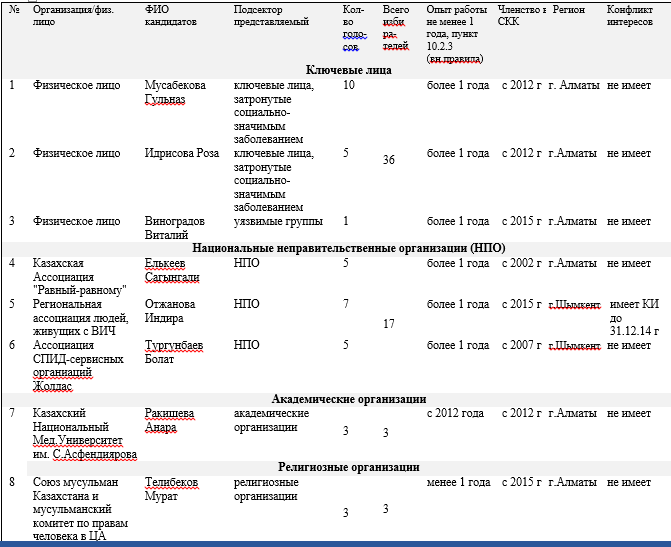 № Организация/физ. ФИО Подсектор Кол- Всего Опыт работы Членство в Регион Конфликт
лицо кандидатов представляемый во изби не менее 1 СКК интересов
голо- ра- года, пункт
сов телей 10.2.3
(вн.правила)
Ключевые лица
1 Физическое лицо Мусабекова ключевые лица, 10 более 1 года с 2012 г г. Алматы не имеет
Гульназ затронутые
социально-
значимым
заболеванием
2 Физическое лицо Идрисова Роза ключевые лица, 5 36 более 1 года с 2012 г г.Алматы не имеет
затронутые
социально-
значимым
заболеванием
3 Физическое лицо Виноградов уязвимые группы 1 более 1 года с 2015 г г.Алматы не имеет
Виталий
Национальные неправительственные организации (НПО)
4 Казахская Елькеев НПО 5 более 1 года с 2002 г г.Алматы не имеет
Ассоциация Сагынгали
"Равный-равному"
5 Региональная Отжанова НПО 7 17 более 1 года с 2015 г г.Шымкент имеет КИ
ассоциация людей, Индира до
живущих с ВИЧ 31.12.14 г
6 Ассоциация Тургунбаев НПО 5 более 1 года с 2007 г г.Шымкент не имеет
СПИД-сервисных Болат
органиаций
Жолдас
Академические организации
7 Казахский Ракишева академические 3 3 с 2012 года с 2012 г г.Алматы не имеет
Национальный Анара организации
Мед.Университет
им. С.Асфендиярова
Религиозные организации
8 Союз мусульман Телибеков религиозные 3 3 менее 1 года с 2015 г г.Алматы не имеет
Казахстана и Мурат организации
мусульманский
комитет по правам
человека в ЦА